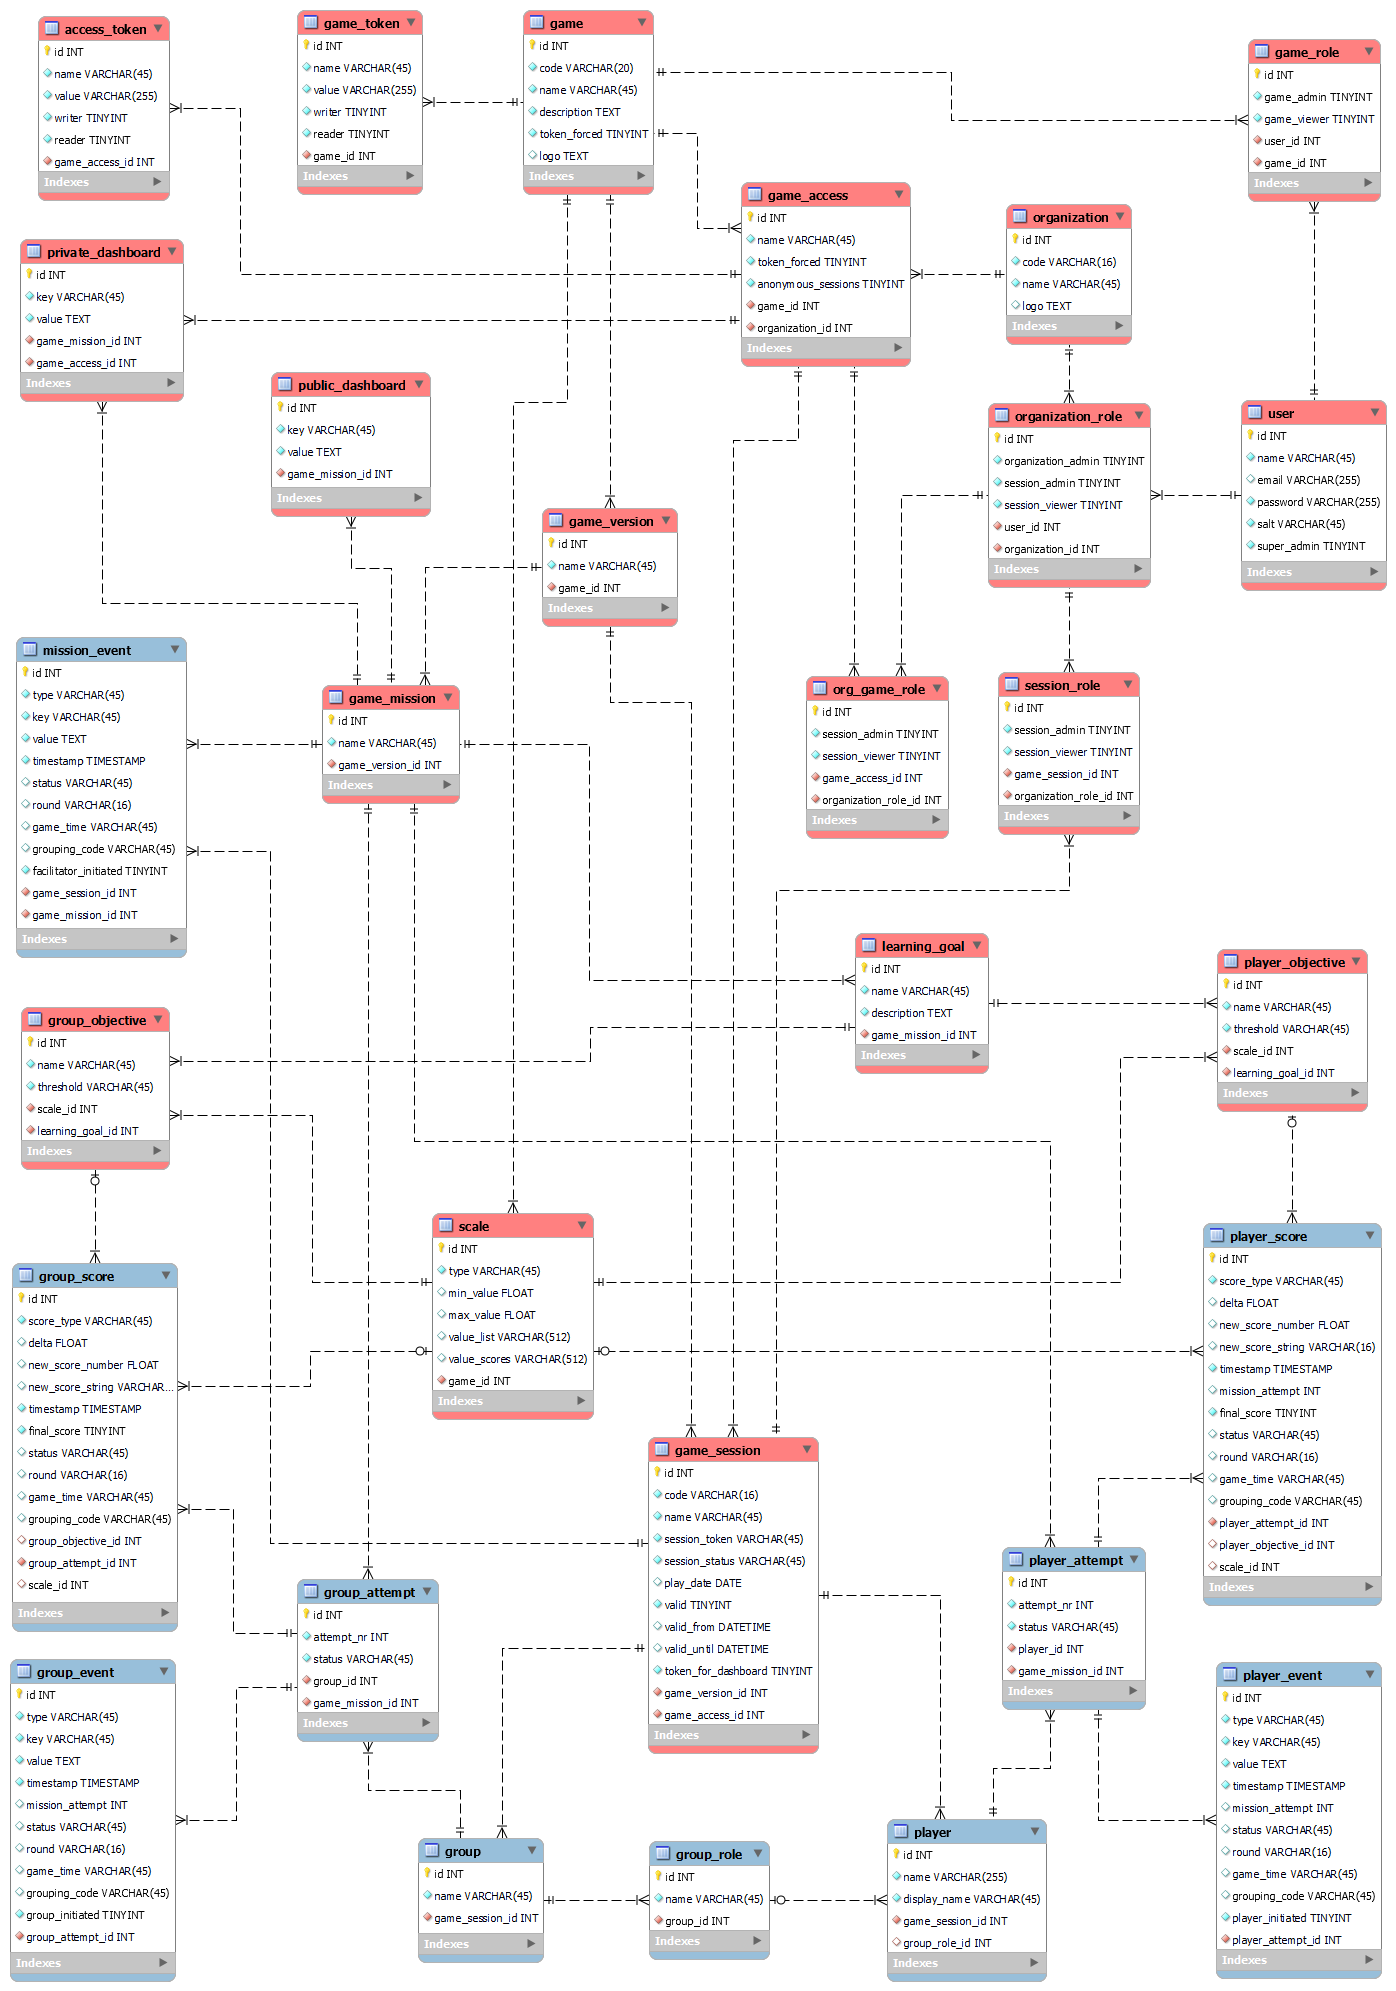 access_token
id INT
name VARCHAR(45)
value VARCHAR(255)
writer TINYINT
reader TINYINT
game_access_id INT
Indexes
game_token
id INT
name VARCHAR(45)
value VARCHAR(255)
writer TINYINT
reader TINYINT
game_id INT
Indexes
game
id INT
code VARCHAR(20)
name VARCHAR(45)
description TEXT
token_forced TINYINT
logo TEXT
Indexes
game_role
id INT
game_admin TINYINT
game_viewer TINYINT
user_id INT
game_id INT
Indexes
game_access
id INT
name VARCHAR(45)
token_forced TINYINT
anonymous_sessions TINYINT
game_id INT
organization_id INT
Indexes
organization
id INT
code VARCHAR(16)
name VARCHAR(45)
logo TEXT
Indexes
private_dashboard
id INT
key VARCHAR(45)
value TEXT
game_mission_id INT
game_access_id INT
Indexes
public_dashboard
id INT
key VARCHAR(45)
value TEXT
game_mission_id INT
Indexes
organization_role
id INT
organization_admin TINYINT
session_admin TINYINT
session_viewer TINYINT
user_id INT
organization_id INT
Indexes
user
id INT
name VARCHAR(45)
email VARCHAR(255)
password VARCHAR(255)
salt VARCHAR(45)
super_admin TINYINT
Indexes
game_version
id INT
name VARCHAR(45)
game_id INT
Indexes
mission_event
id INT
type VARCHAR(45)
key VARCHAR(45)
value TEXT
timestamp TIMESTAMP
status VARCHAR(45)
round VARCHAR(16)
game_time VARCHAR(45)
grouping_code VARCHAR(45)
facilitator_initiated TINYINT
game_session_id INT
game_mission_id INT
Indexes
game_mission
id INT
name VARCHAR(45)
game_version_id INT
Indexes
org_game_role
id INT
session_admin TINYINT
session_viewer TINYINT
game_access_id INT
organization_role_id INT
Indexes
session_role
id INT
session_admin TINYINT
session_viewer TINYINT
game_session_id INT
organization_role_id INT
Indexes
learning_goal
id INT
name VARCHAR(45)
description TEXT
game_mission_id INT
Indexes
player_objective
id INT
name VARCHAR(45)
threshold VARCHAR(45)
scale_id INT
learning_goal_id INT
Indexes
group_objective
id INT
name VARCHAR(45)
threshold VARCHAR(45)
scale_id INT
learning_goal_id INT
Indexes
scale
id INT
type VARCHAR(45)
min_value FLOAT
max_value FLOAT
value_list VARCHAR(512)
value_scores VARCHAR(512)
game_id INT
Indexes
player_score
id INT
score_type VARCHAR(45)
delta FLOAT
new_score_number FLOAT
new_score_string VARCHAR(16)
timestamp TIMESTAMP
mission_attempt INT
final_score TINYINT
status VARCHAR(45)
round VARCHAR(16)
game_time VARCHAR(45)
grouping_code VARCHAR(45)
player_attempt_id INT
player_objective_id INT
scale_id INT
Indexes
group_score
id INT
score_type VARCHAR(45)
delta FLOAT
new_score_number FLOAT
new_score_string VARCHAR...
timestamp TIMESTAMP
final_score TINYINT
status VARCHAR(45)
round VARCHAR(16)
game_time VARCHAR(45)
grouping_code VARCHAR(45)
group_objective_id INT
group_attempt_id INT
scale_id INT
Indexes
game_session
id INT
code VARCHAR(16)
name VARCHAR(45)
session_token VARCHAR(45)
session_status VARCHAR(45)
play_date DATE
valid TINYINT
valid_from DATETIME
valid_until DATETIME
token_for_dashboard TINYINT
game_version_id INT
game_access_id INT
Indexes
player_attempt
id INT
attempt_nr INT
status VARCHAR(45)
player_id INT
game_mission_id INT
Indexes
group_attempt
id INT
attempt_nr INT
status VARCHAR(45)
group_id INT
game_mission_id INT
Indexes
group_event
id INT
type VARCHAR(45)
key VARCHAR(45)
value TEXT
timestamp TIMESTAMP
mission_attempt INT
status VARCHAR(45)
round VARCHAR(16)
game_time VARCHAR(45)
grouping_code VARCHAR(45)
group_initiated TINYINT
group_attempt_id INT
Indexes
player_event
id INT
type VARCHAR(45)
key VARCHAR(45)
value TEXT
timestamp TIMESTAMP
mission_attempt INT
status VARCHAR(45)
round VARCHAR(16)
game_time VARCHAR(45)
grouping_code VARCHAR(45)
player_initiated TINYINT
player_attempt_id INT
Indexes
group
id INT
name VARCHAR(45)
game_session_id INT
Indexes
group_role
id INT
name VARCHAR(45)
group_id INT
Indexes
player
id INT
name VARCHAR(255)
display_name VARCHAR(45)
game_session_id INT
group_role_id INT
Indexes